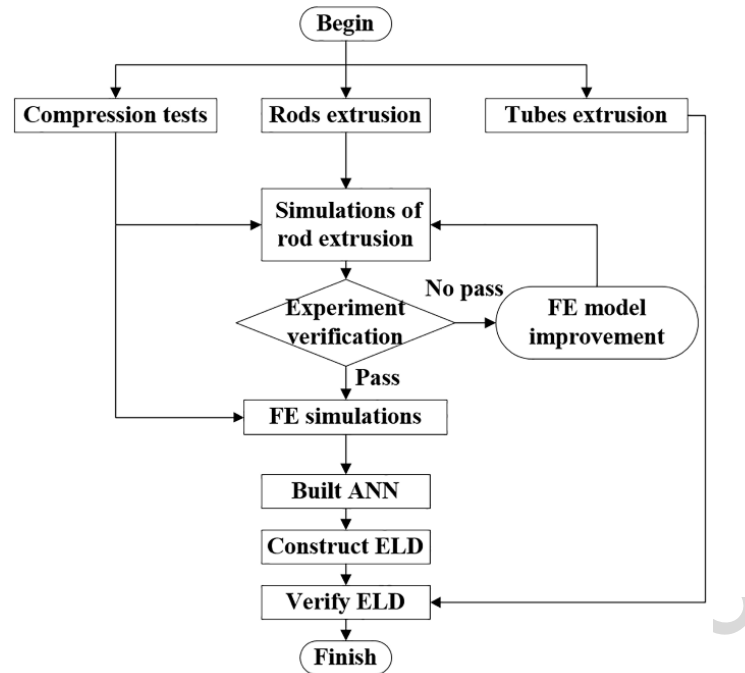 Begin
Compression tests
Rods extrusion
Tubes extrusion
Simulations of
rod extrusion
No pass
Experiment
verification
FE model
improvement
Pass
FE simulations
Built ANN
Construct ELD
Verify ELD
Finish